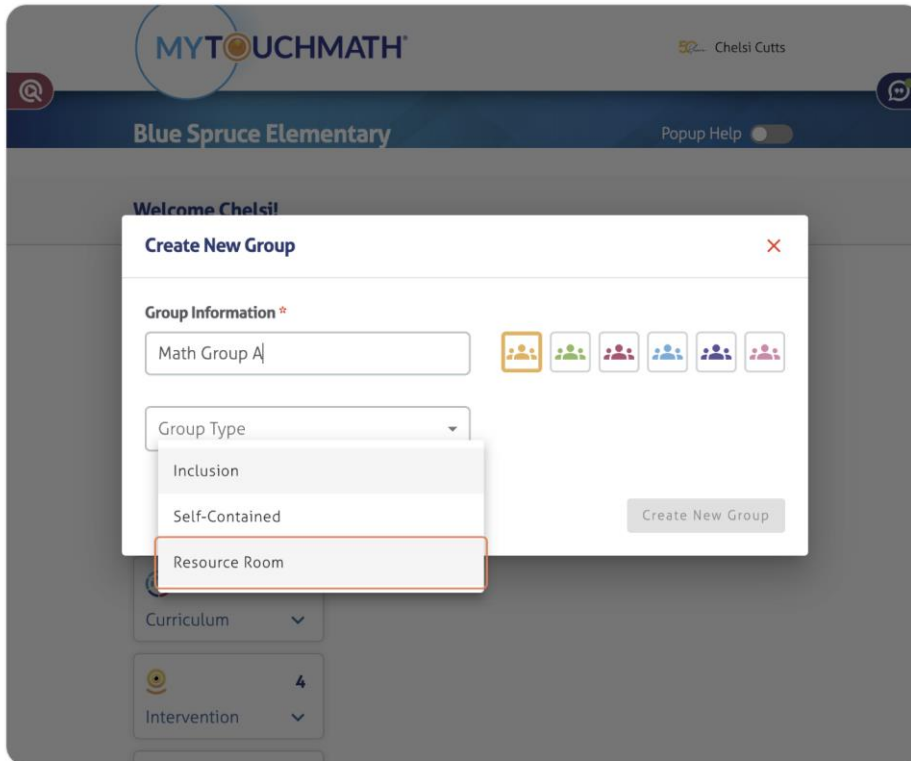 MYTOUCHMATH®
Chelsi Cutts
Blue Spruce Elementary
Popup Help
Welcome Chelsi!
Create New Group
Group Information *
Math Group A
Group Type
Inclusion
Self-Contained
Resource Room
Create New Group
Curriculum
4
Intervention